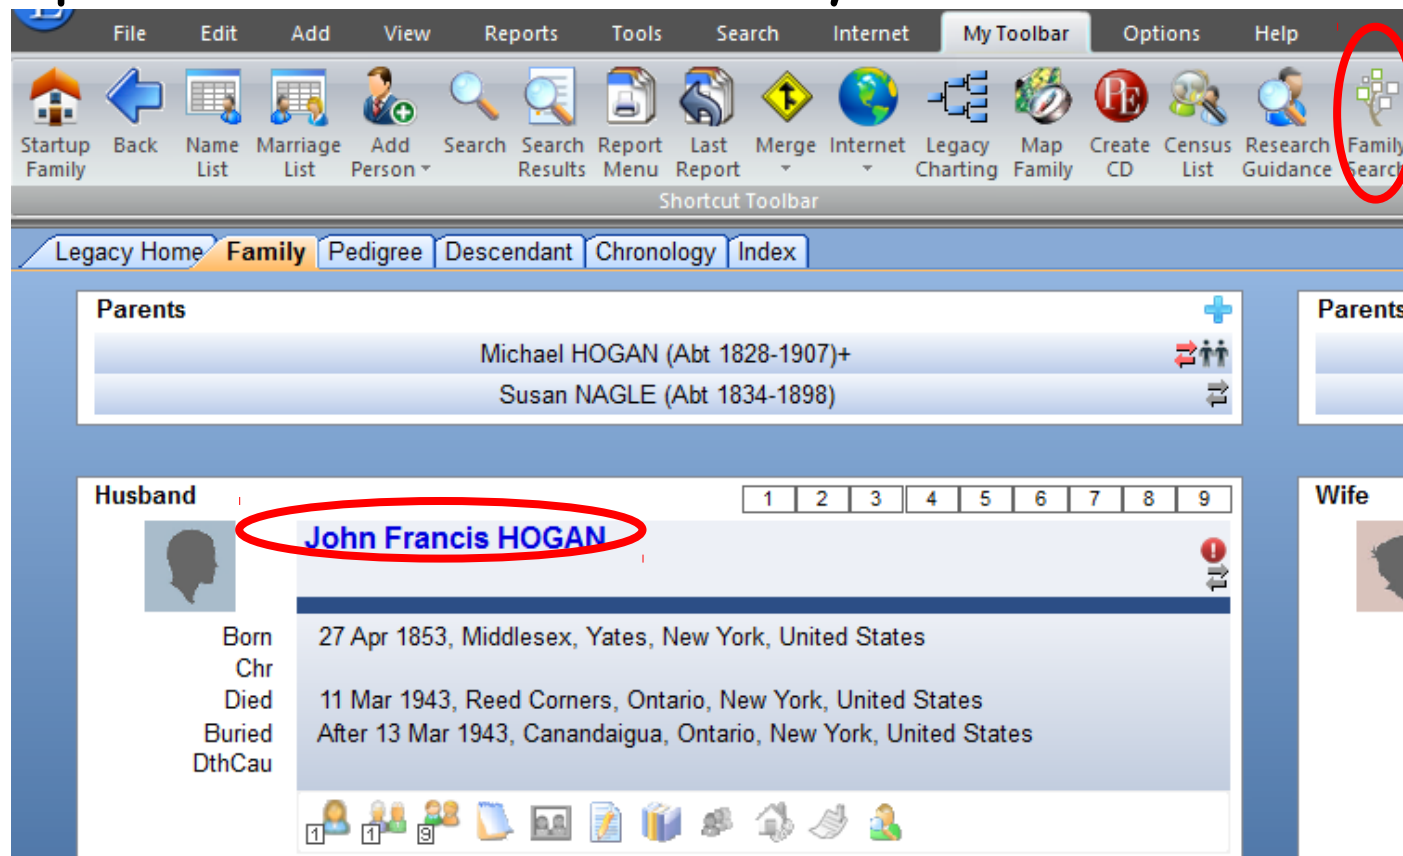 File Edit Add View Reports Tools Search Internet My Toolbar Options Help
Startup Family Back Name List Marriage List Add Person Search Search Results Report Menu Last Report Merge Internet Legacy Charting Map Family Create CD Census List Research Guidance Family Search
Shortcut Toolbar
Legacy Home Family Pedigree Descendant Chronology Index
Parents
Michael HOGAN (Abt 1828-1907)+
Susan NAGLE (Abt 1834-1898)
Parents
Husband 1 2 3 4 5 6 7 8 9
John Francis HOGAN
Born 27 Apr 1853, Middlesex, Yates, New York, United States
Chr
Died 11 Mar 1943, Reed Corners, Ontario, New York, United States
Buried After 13 Mar 1943, Canandaigua, Ontario, New York, United States
DthCau
1 1 9
Wife